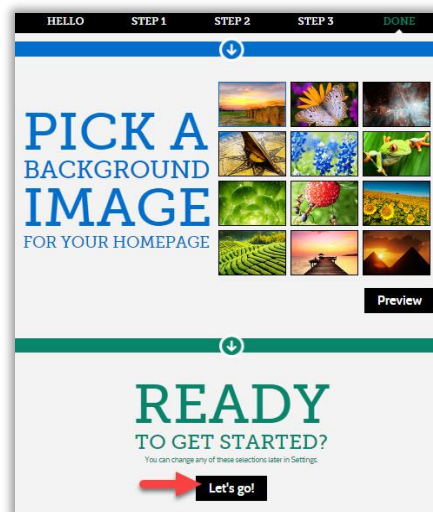 HELLO STEP 1 STEP 2 STEP 3 DONE
PICK A
BACKGROUND
IMAGE
FOR YOUR HOMEPAGE
Preview
READY
TO GET STARTED?
You can change any of these selections later in Settings.
Let's go!